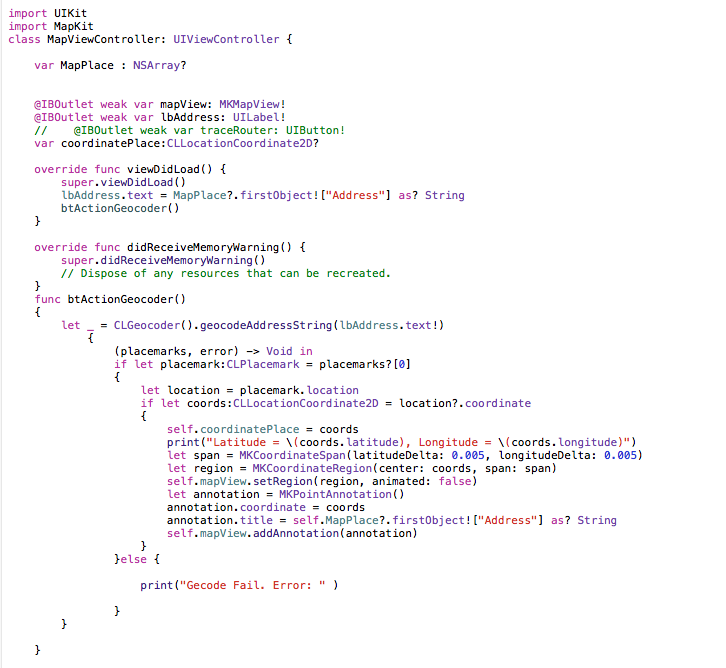 import UIKit
import MapKit
class MapViewController: UIViewController {
var MapPlace : NSArray?
@IBOutlet weak var mapView: MKMapView!
@IBOutlet weak var lbAddress: UILabel!
//    @IBOutlet weak var traceRouter: UIButton!
var coordinatePlace:CLLocationCoordinate2D?
override func viewDidLoad() {
super.viewDidLoad()
lbAddress.text = MapPlace?.firstObject!["Address"] as? String
btActionGeocoder()
}
override func didReceiveMemoryWarning() {
super.didReceiveMemoryWarning()
// Dispose of any resources that can be recreated.
}
func btActionGeocoder()
{
let _ = CLGeocoder().geocodeAddressString(lbAddress.text!)
{
(placemarks, error) -> Void in
if let placemark:CLPlacemark = placemarks?[0]
{
let location = placemark.location
if let coords:CLLocationCoordinate2D = location?.coordinate
{
self.coordinatePlace = coords
print("Latitude = \(coords.latitude), Longitude = \(coords.longitude)")
let span = MKCoordinateSpan(latitudeDelta: 0.005, longitudeDelta: 0.005)
let region = MKCoordinateRegion(center: coords, span: span)
self.mapView.setRegion(region, animated: false)
let annotation = MKPointAnnotation()
annotation.coordinate = coords
annotation.title = self.MapPlace?.firstObject!["Address"] as? String
self.mapView.addAnnotation(annotation)
}
}else {
print("Gecode Fail. Error: " )
}
}
}